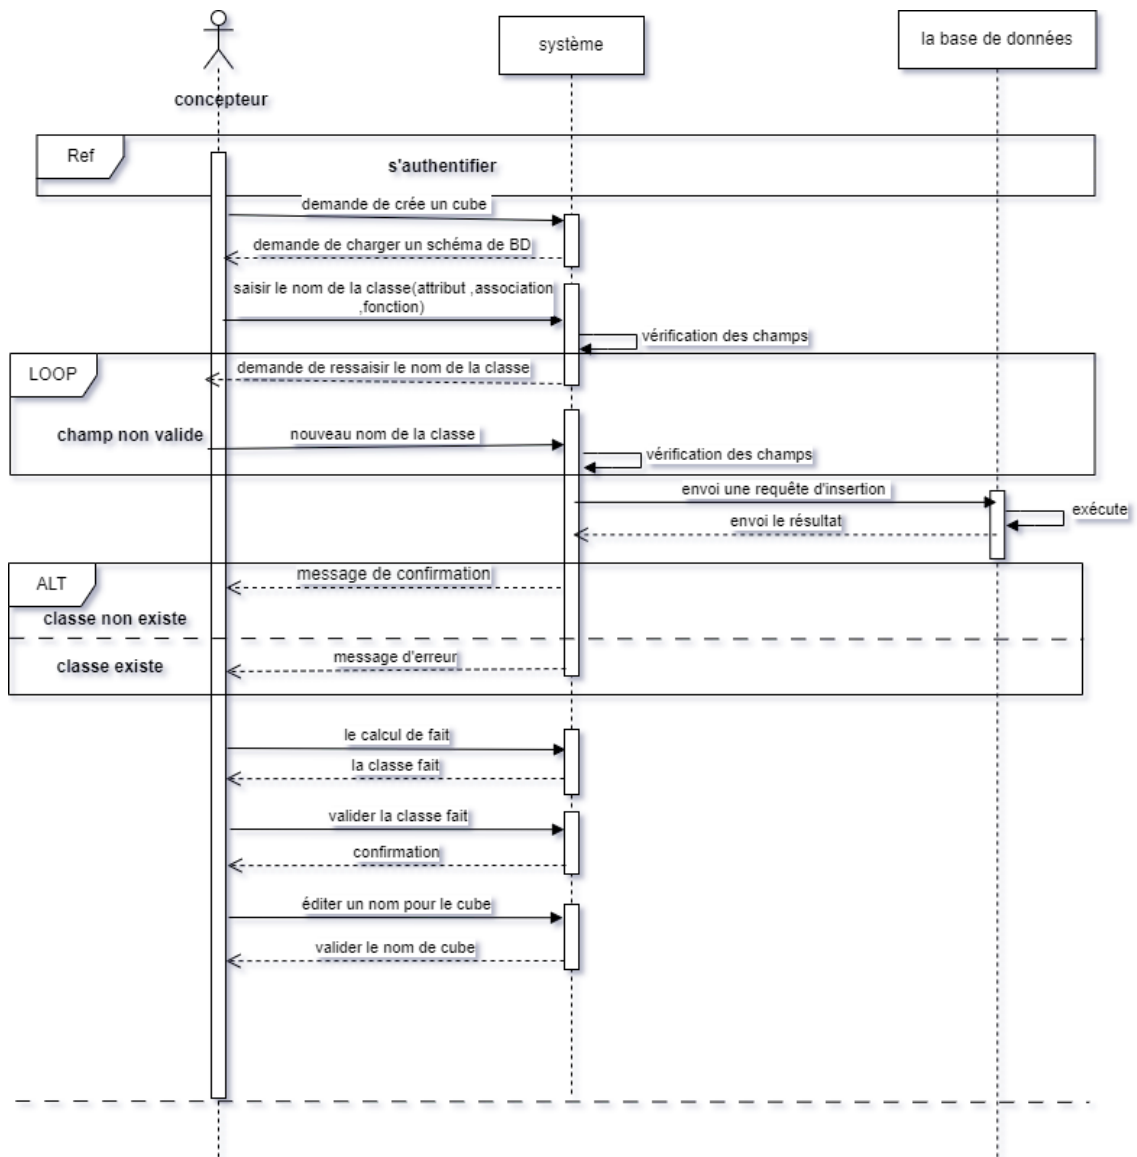 système
la base de données
concepteur
Ref
s'authentifier
demande de crée un cube
demande de charger un schéma de BD
saisir le nom de la classe(attribut ,association
,fonction)
vérification des champs
LOOP
demande de ressaisir le nom de la classe
champ non valide
nouveau nom de la classe
vérification des champs
envoi une requête d'insertion
exécute
envoi le résultat
ALT
message de confirmation
classe non existe
classe existe
message d'erreur
le calcul de fait
la classe fait
valider la classe fait
confirmation
éditer un nom pour le cube
valider le nom de cube